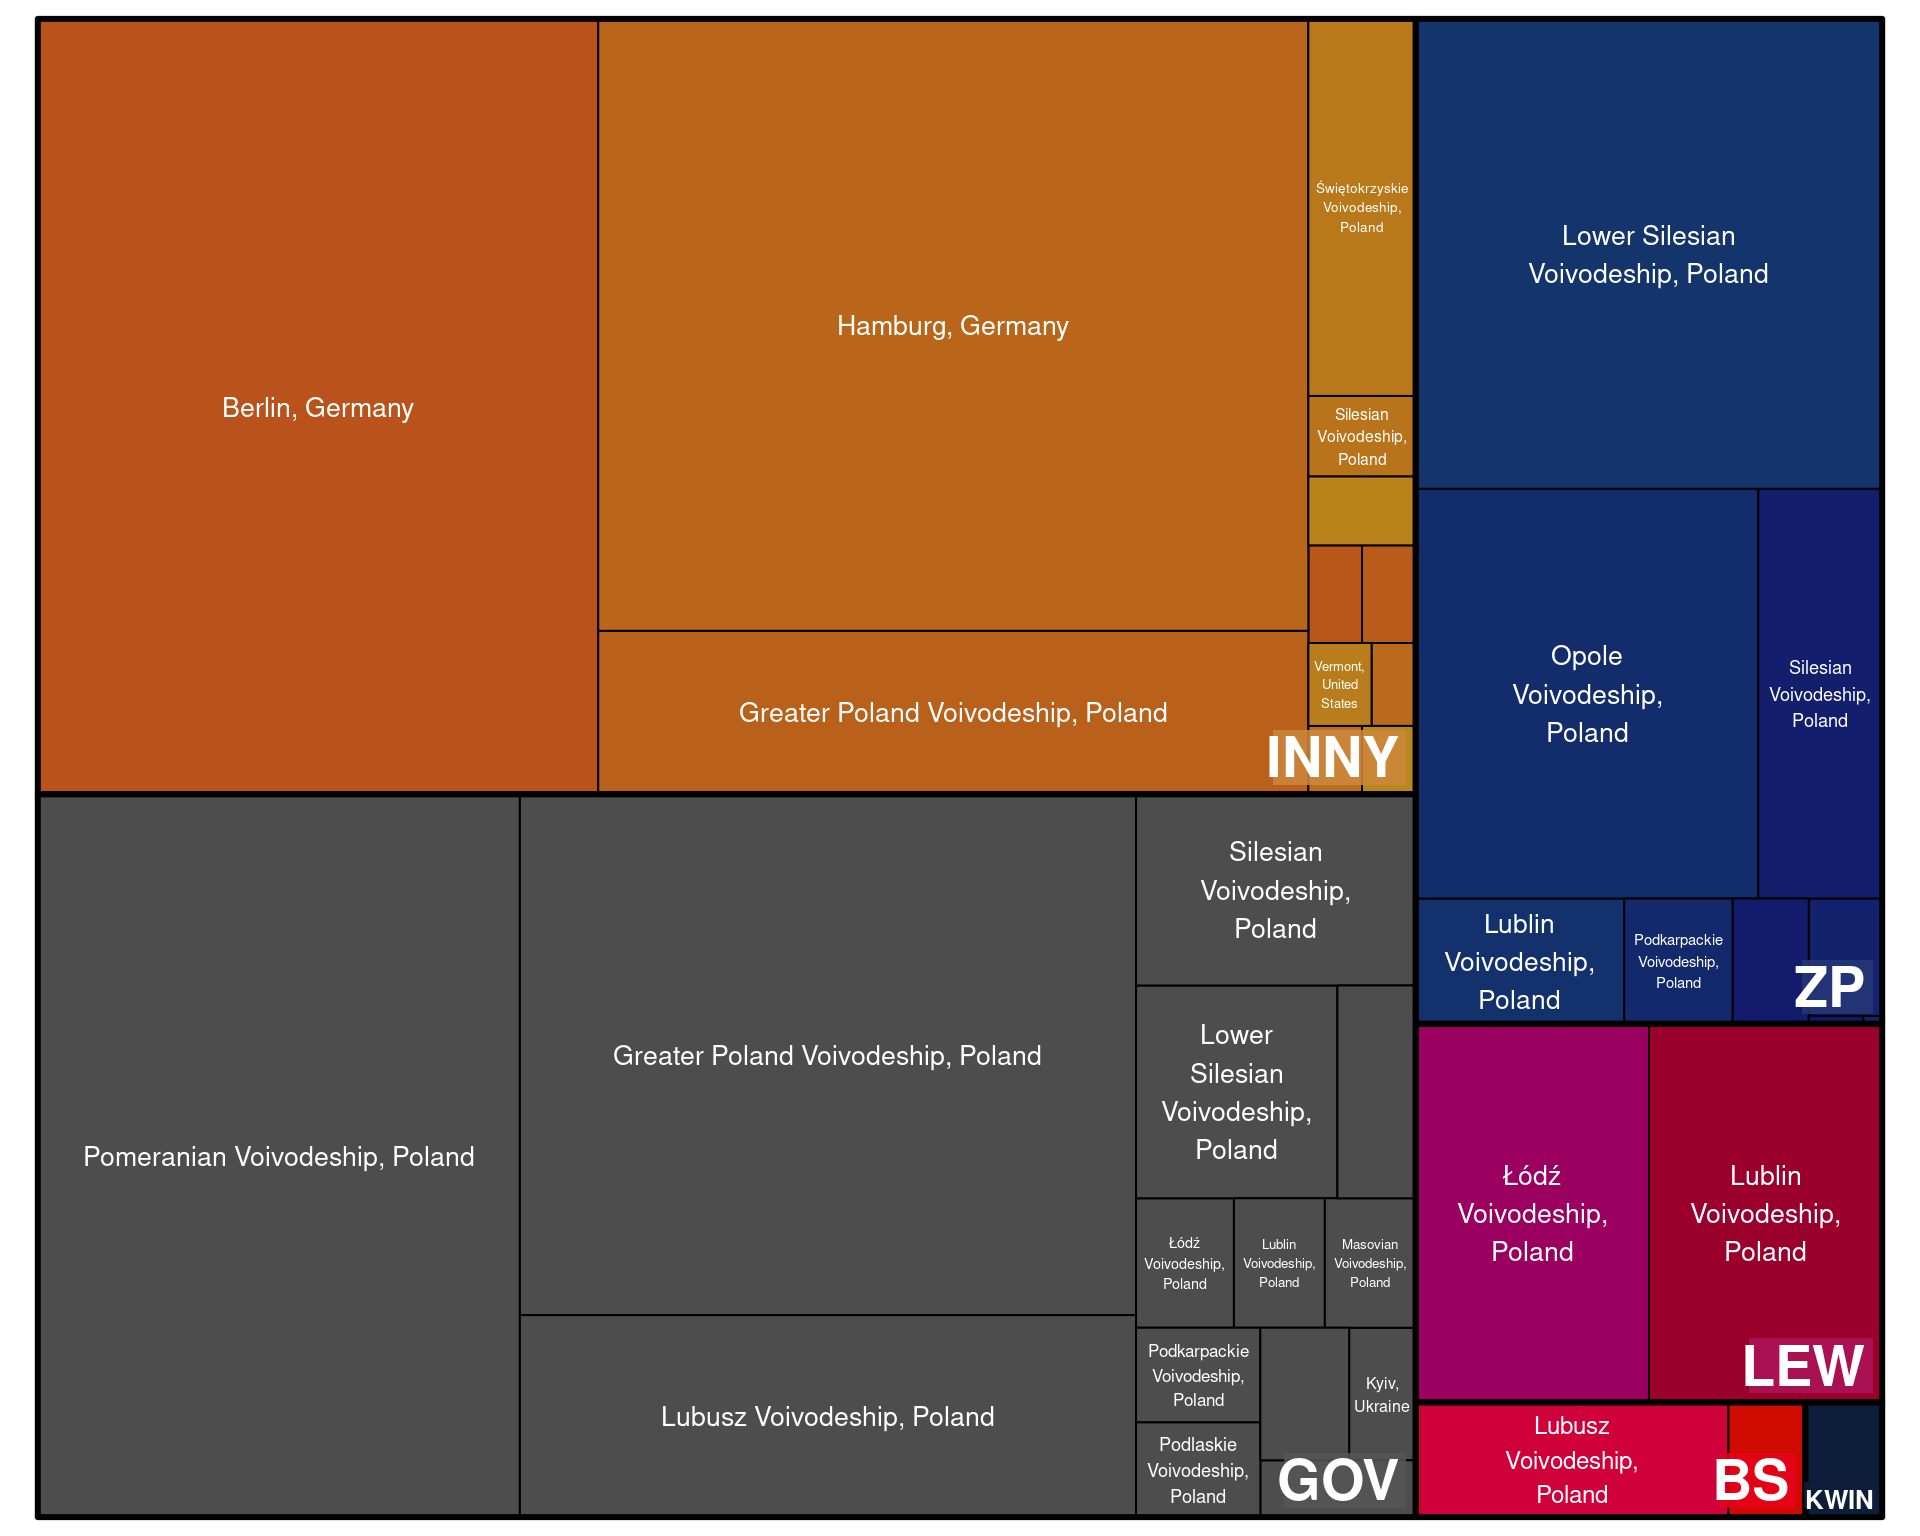 Berlin, Germany
Hamburg, Germany
Greater Poland Voivodeship, Poland
Świętokrzyskie
Voivodeship,
Poland
Silesian
Voivodeship,
Poland
Vermont,
United
States
INNY
Pomeranian Voivodeship, Poland
Greater Poland Voivodeship, Poland
Lubusz Voivodeship, Poland
Silesian
Voivodeship,
Poland
Lower
Silesian
Voivodeship,
Poland
Łódź
Voivodeship,
Poland
Lublin
Voivodeship,
Poland
Masovian
Voivodeship,
Poland
Podkarpackie
Voivodeship,
Poland
Kyiv,
Ukraine
Podlaskie
Voivodeship,
Poland
GOV
Lower Silesian
Voivodeship, Poland
Opole
Voivodeship,
Poland
Silesian
Voivodeship,
Poland
Lublin
Voivodeship,
Poland
Podkarpackie
Voivodeship,
Poland
ZP
Łódź
Voivodeship,
Poland
Lublin
Voivodeship,
Poland
LEW
Lubusz
Voivodeship,
Poland
BS
KWIN